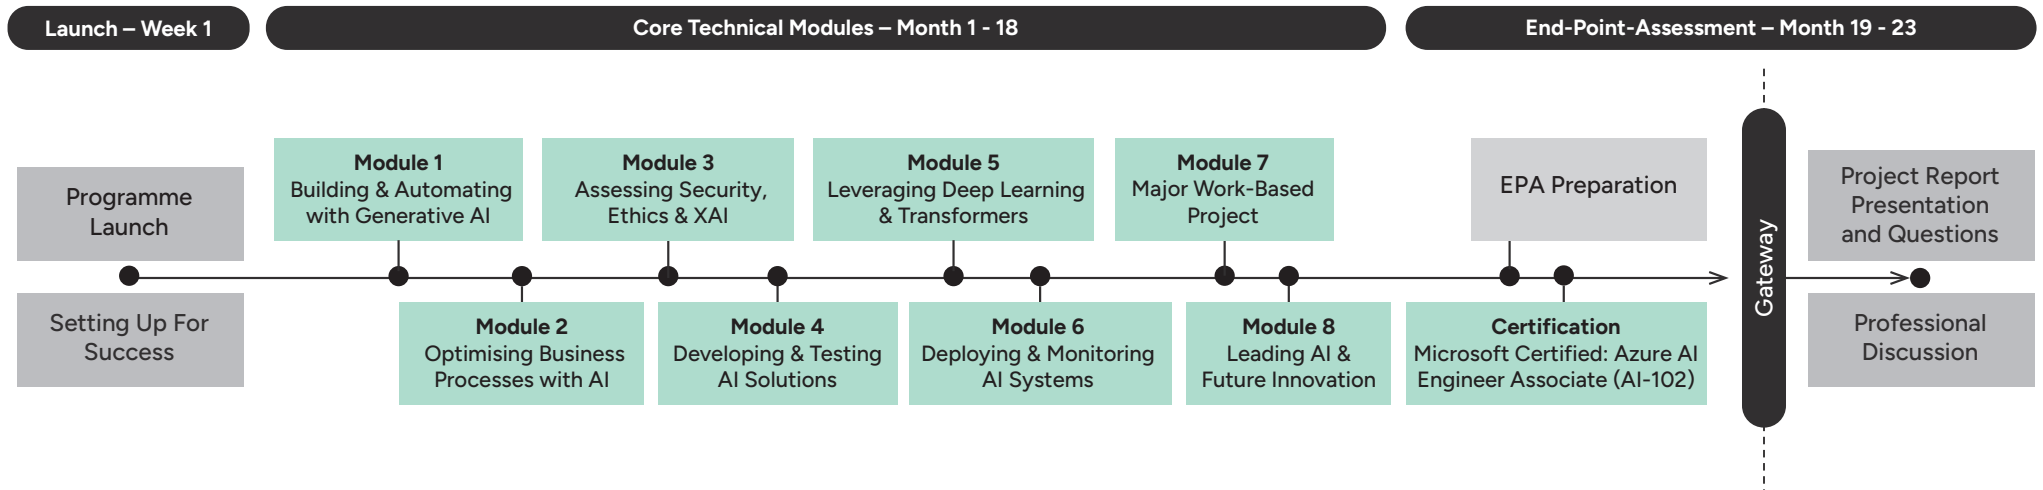 Launch – Week 1
Core Technical Modules – Month 1 - 18
End-Point-Assessment – Month 19 - 23
Programme
Launch
Setting Up For
Success
Module 1
Building & Automating
with Generative AI
Module 2
Optimising Business
Processes with AI
Module 3
Assessing Security,
Ethics & XAI
Module 4
Developing & Testing
AI Solutions
Module 5
Leveraging Deep Learning
& Transformers
Module 6
Deploying & Monitoring
AI Systems
Module 7
Major Work-Based
Project
Module 8
Leading AI &
Future Innovation
EPA Preparation
Certification
Microsoft Certified: Azure AI
Engineer Associate (AI-102)
Gateway
Project Report
Presentation
and Questions
Professional
Discussion